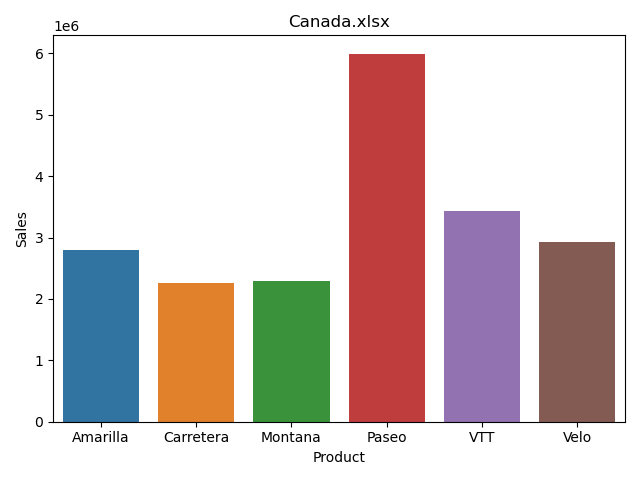 Canada.xlsx
1e6
6
5
4
3
2
1
0
Sales
Amarilla Carretera Montana Paseo VTT Velo
Product